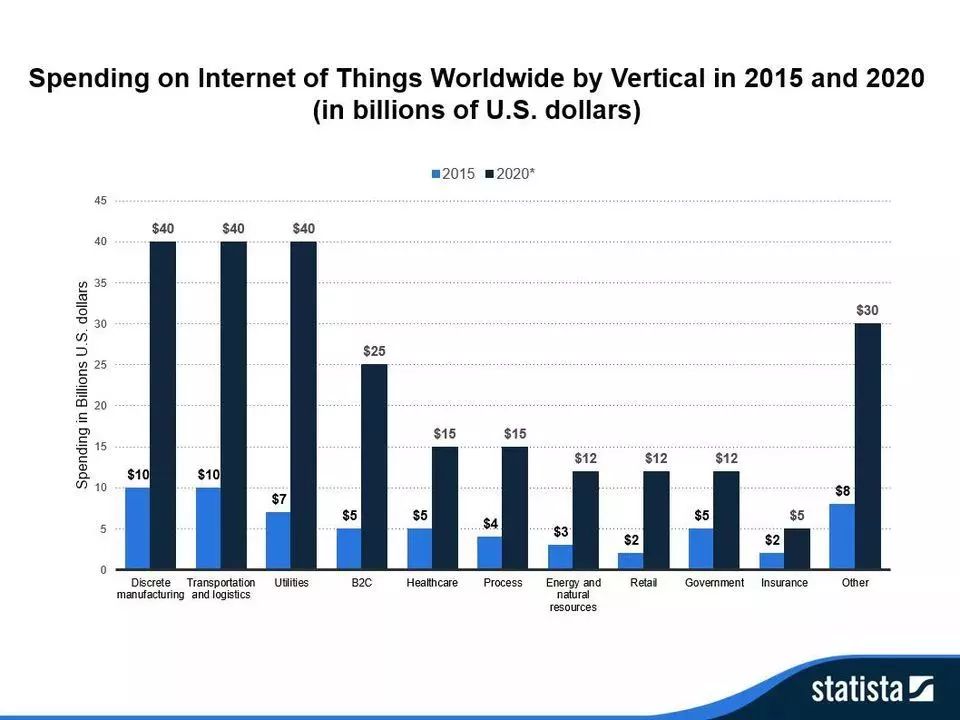 Spending on Internet of Things Worldwide by Vertical in 2015 and 2020
(in billions of U.S. dollars)
2015 2020*
Spending in Billions U.S. dollars
45
40
35
30
25
20
15
10
5
0
$10 $40
$10 $40
$7 $40
$5 $25
$5 $15
$4 $15
$3 $12
$2 $12
$5 $12
$2 $5
$8 $30
Discrete
manufacturing
Transportation
and logistics
Utilities
B2C
Healthcare
Process
Energy and
natural
resources
Retail
Government
Insurance
Other
statista